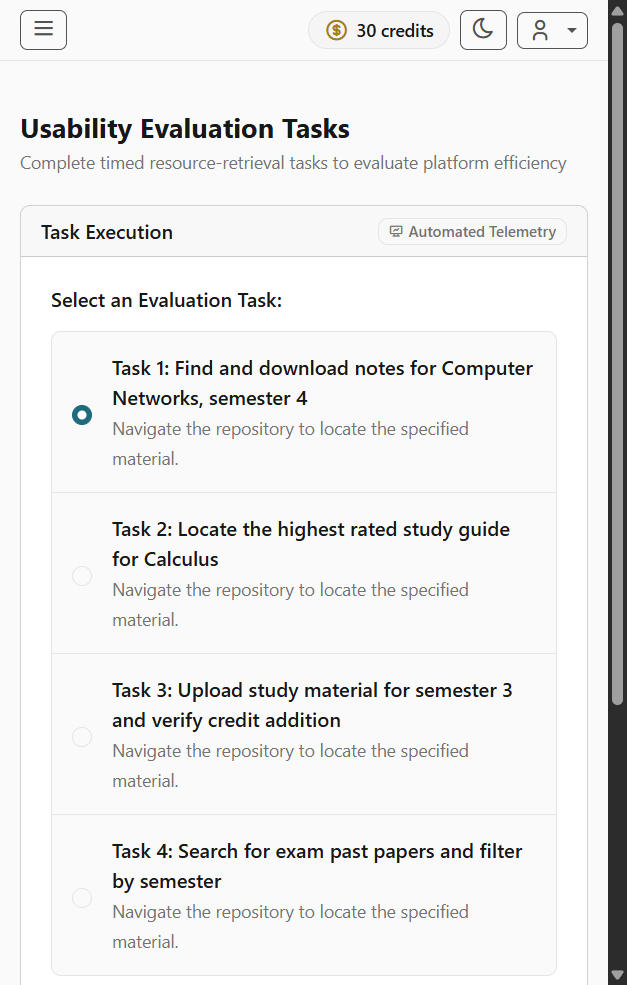 30 credits
Usability Evaluation Tasks
Complete timed resource-retrieval tasks to evaluate platform efficiency
Task Execution
Automated Telemetry
Select an Evaluation Task:
Task 1: Find and download notes for Computer
Networks, semester 4
Navigate the repository to locate the specified
material.
Task 2: Locate the highest rated study guide
for Calculus
Navigate the repository to locate the specified
material.
Task 3: Upload study material for semester 3
and verify credit addition
Navigate the repository to locate the specified
material.
Task 4: Search for exam past papers and filter
by semester
Navigate the repository to locate the specified
material.